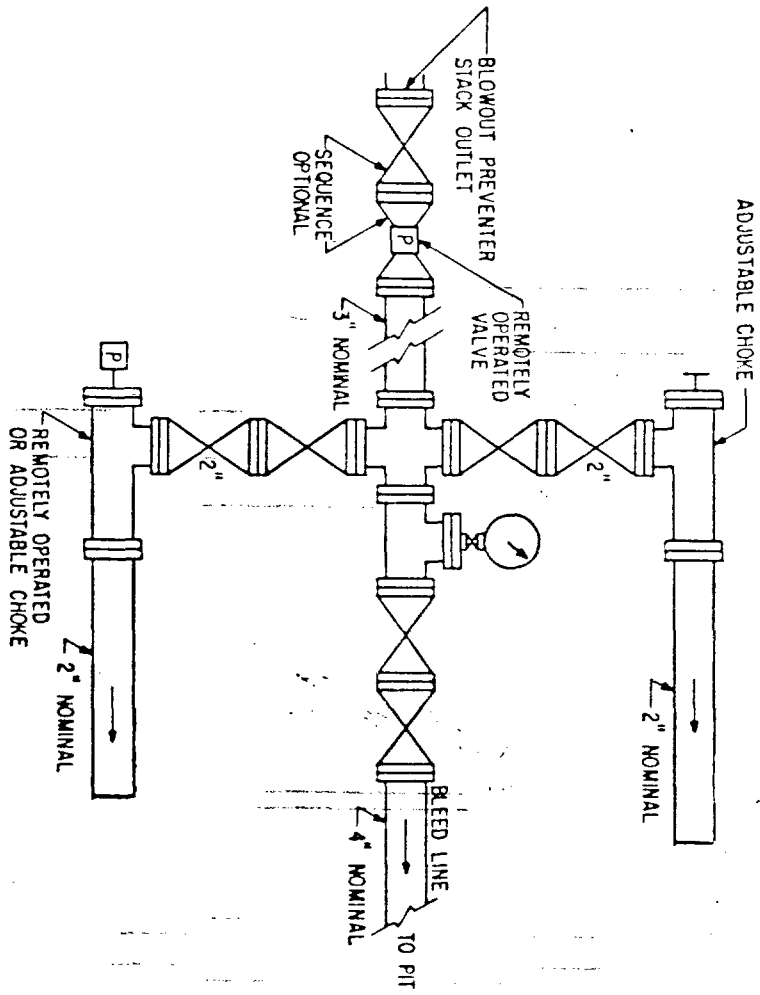 BLOWOUT PREVENTER
STACK OUTLET
SEQUENCE
OPTIONAL
P
REMOTELY
OPERATED
VALVE
3" NOMINAL
ADJUSTABLE CHOKE
2"
2" NOMINAL
P
2"
REMOTELY OPERATED
OR ADJUSTABLE CHOKE
2" NOMINAL
BLEED LINE
4" NOMINAL
TO PIT